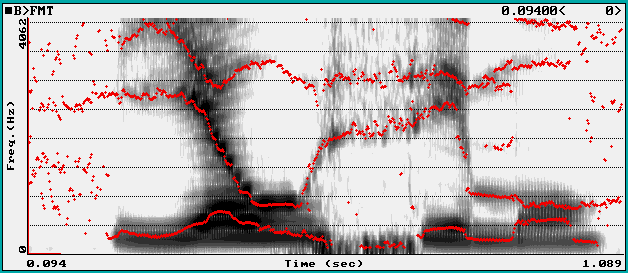 ■B>FMT 0.09400< 0>
4062
Freq.(Hz)
0
0.094 Time (sec) 1.089